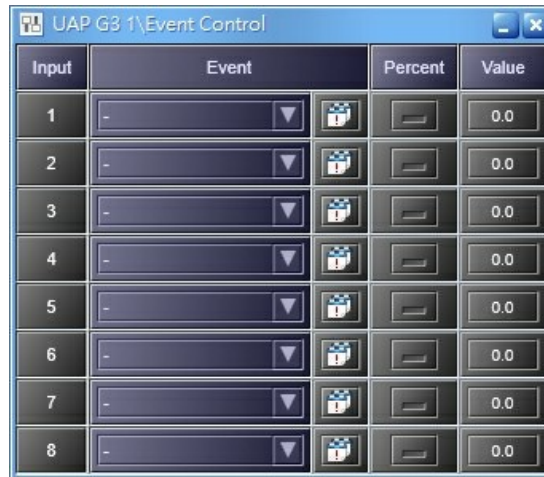 UAP G3 1\Event Control
Input Event Percent Value
1 - 0.0
2 - 0.0
3 - 0.0
4 - 0.0
5 - 0.0
6 - 0.0
7 - 0.0
8 - 0.0